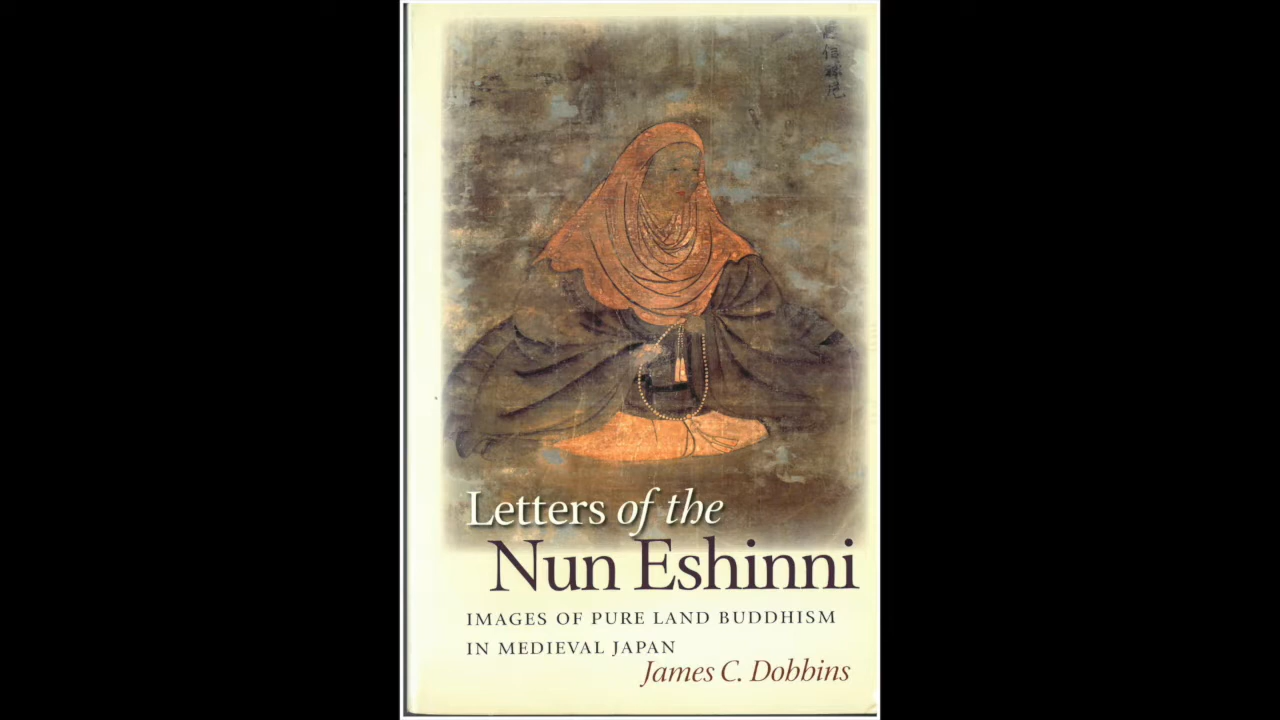 Letters of the
Nun Eshinni
IMAGES OF PURE LAND BUDDHISM
IN MEDIEVAL JAPAN
James C. Dobbins